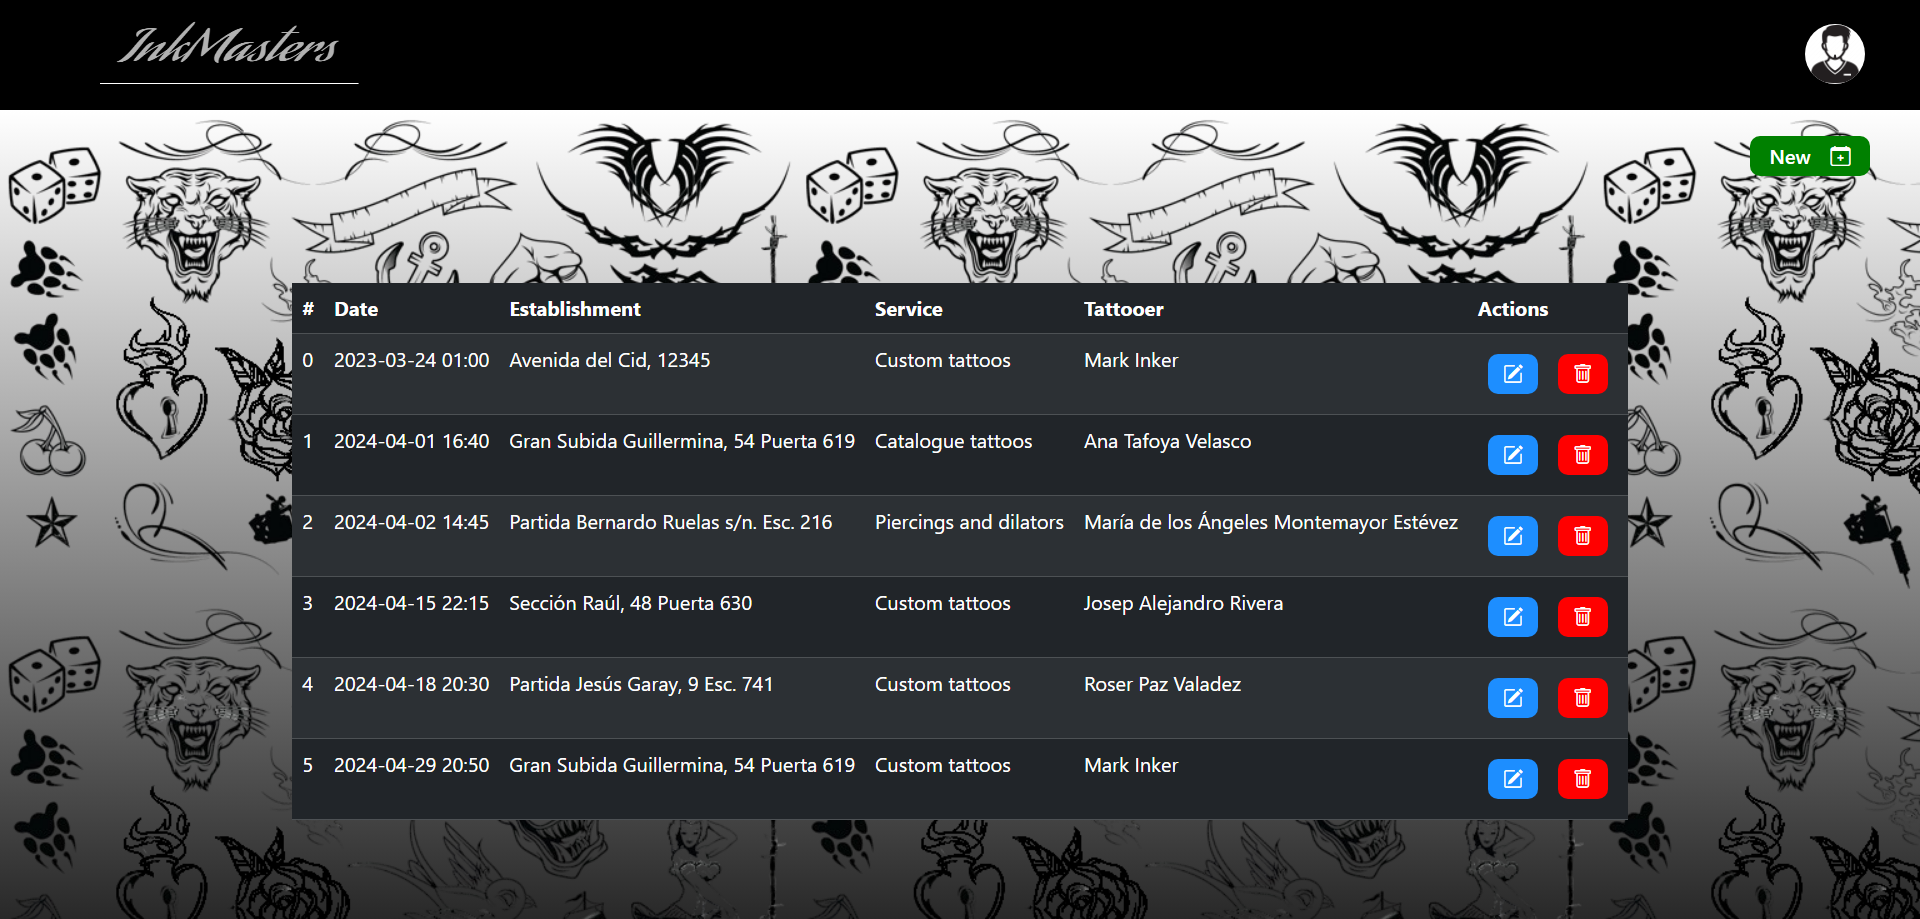 InkMasters
New
# Date Establishment Service Tattooer Actions
0 2023-03-24 01:00 Avenida del Cid, 12345 Custom tattoos Mark Inker
1 2024-04-01 16:40 Gran Subida Guillermina, 54 Puerta 619 Catalogue tattoos Ana Tafoya Velasco
2 2024-04-02 14:45 Partida Bernardo Ruelas s/n. Esc. 216 Piercings and dilators María de los Ángeles Montemayor Estévez
3 2024-04-15 22:15 Sección Raúl, 48 Puerta 630 Custom tattoos Josep Alejandro Rivera
4 2024-04-18 20:30 Partida Jesús Garay, 9 Esc. 741 Custom tattoos Roser Paz Valadez
5 2024-04-29 20:50 Gran Subida Guillermina, 54 Puerta 619 Custom tattoos Mark Inker